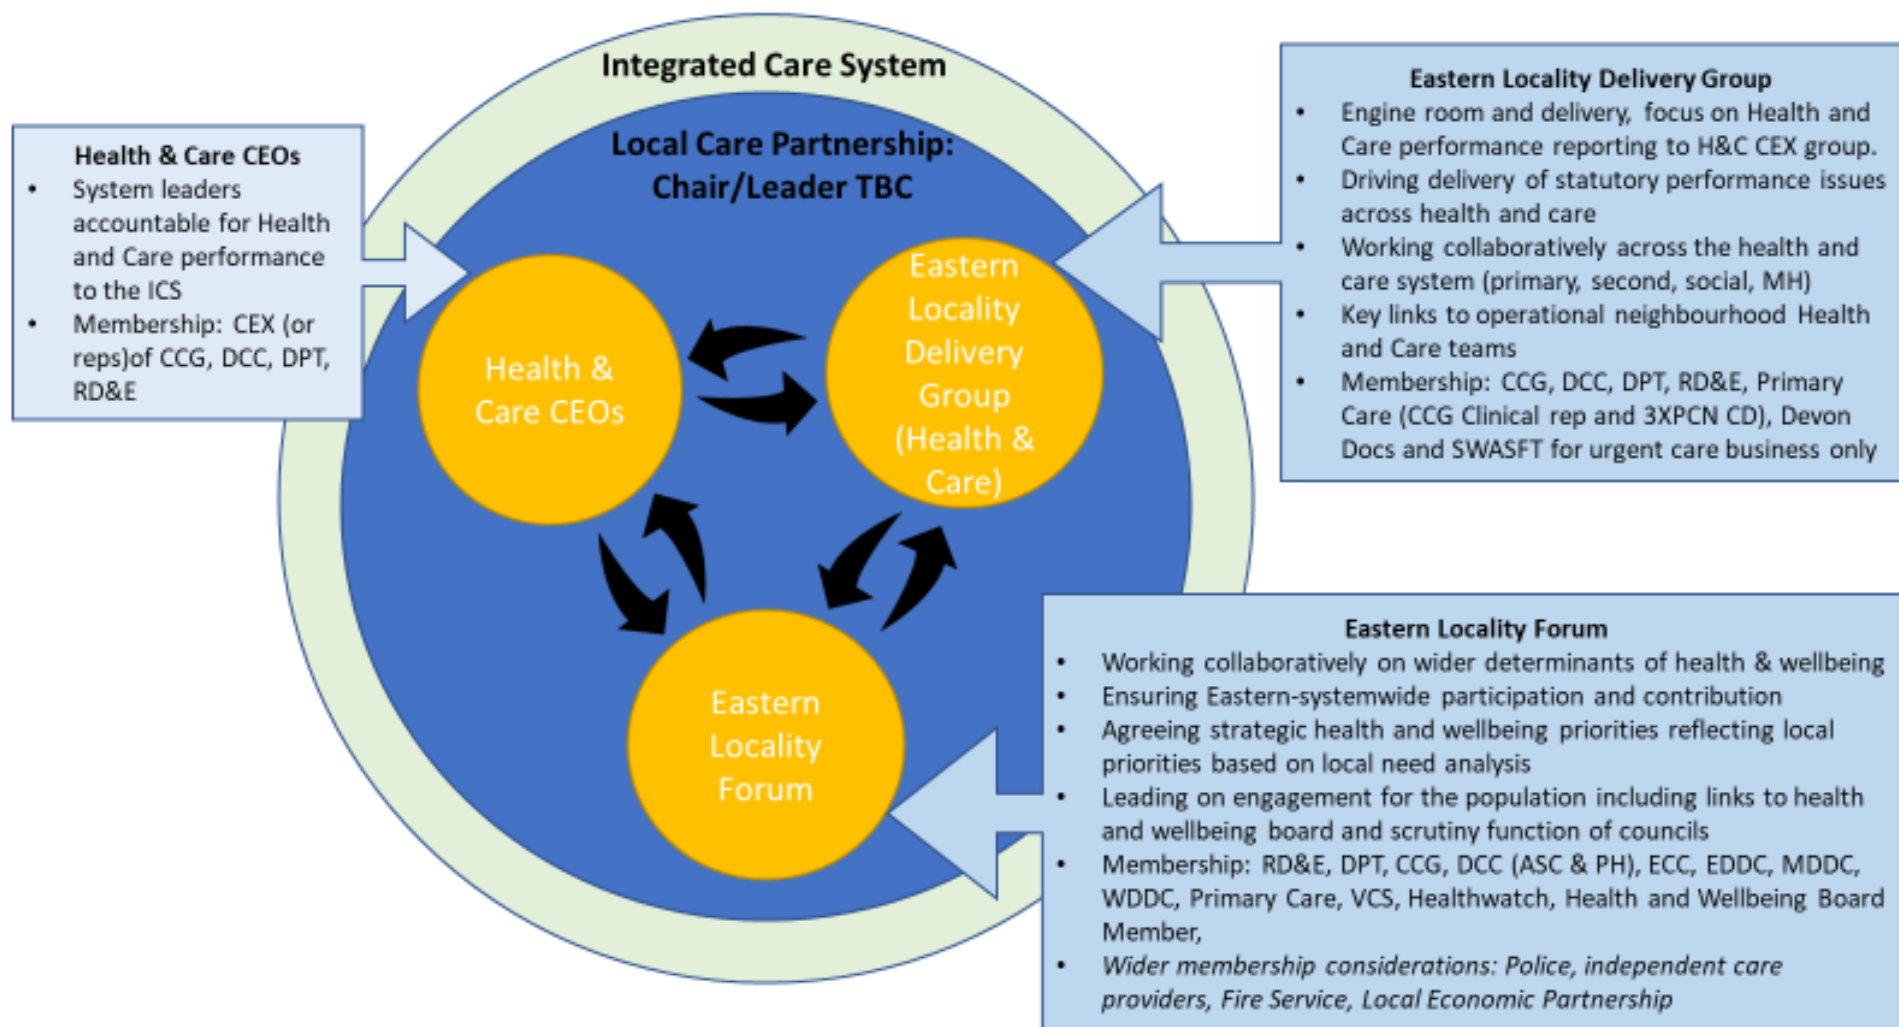 Integrated Care System
Local Care Partnership:
Chair/Leader TBC
Health & Care CEOs
• System leaders
accountable for Health
and Care performance
to the ICS
• Membership: CEX (or
reps)of CCG, DCC, DPT,
RD&E
Health &
Care CEOs
Eastern
Locality
Delivery
Group
(Health &
Care)
Eastern
Locality
Forum
Eastern Locality Delivery Group
• Engine room and delivery, focus on Health and
Care performance reporting to H&C CEX group.
• Driving delivery of statutory performance issues
across health and care
• Working collaboratively across the health and
care system (primary, second, social, MH)
• Key links to operational neighbourhood Health
and Care teams
• Membership: CCG, DCC, DPT, RD&E, Primary
Care (CCG Clinical rep and 3XPCN CD), Devon
Docs and SWASFT for urgent care business only
Eastern Locality Forum
• Working collaboratively on wider determinants of health & wellbeing
• Ensuring Eastern-systemwide participation and contribution
• Agreeing strategic health and wellbeing priorities reflecting local
priorities based on local need analysis
• Leading on engagement for the population including links to health
and wellbeing board and scrutiny function of councils
• Membership: RD&E, DPT, CCG, DCC (ASC & PH), ECC, EDDC, MDDC,
WDDC, Primary Care, VCS, Healthwatch, Health and Wellbeing Board
Member,
• Wider membership considerations: Police, independent care
providers, Fire Service, Local Economic Partnership